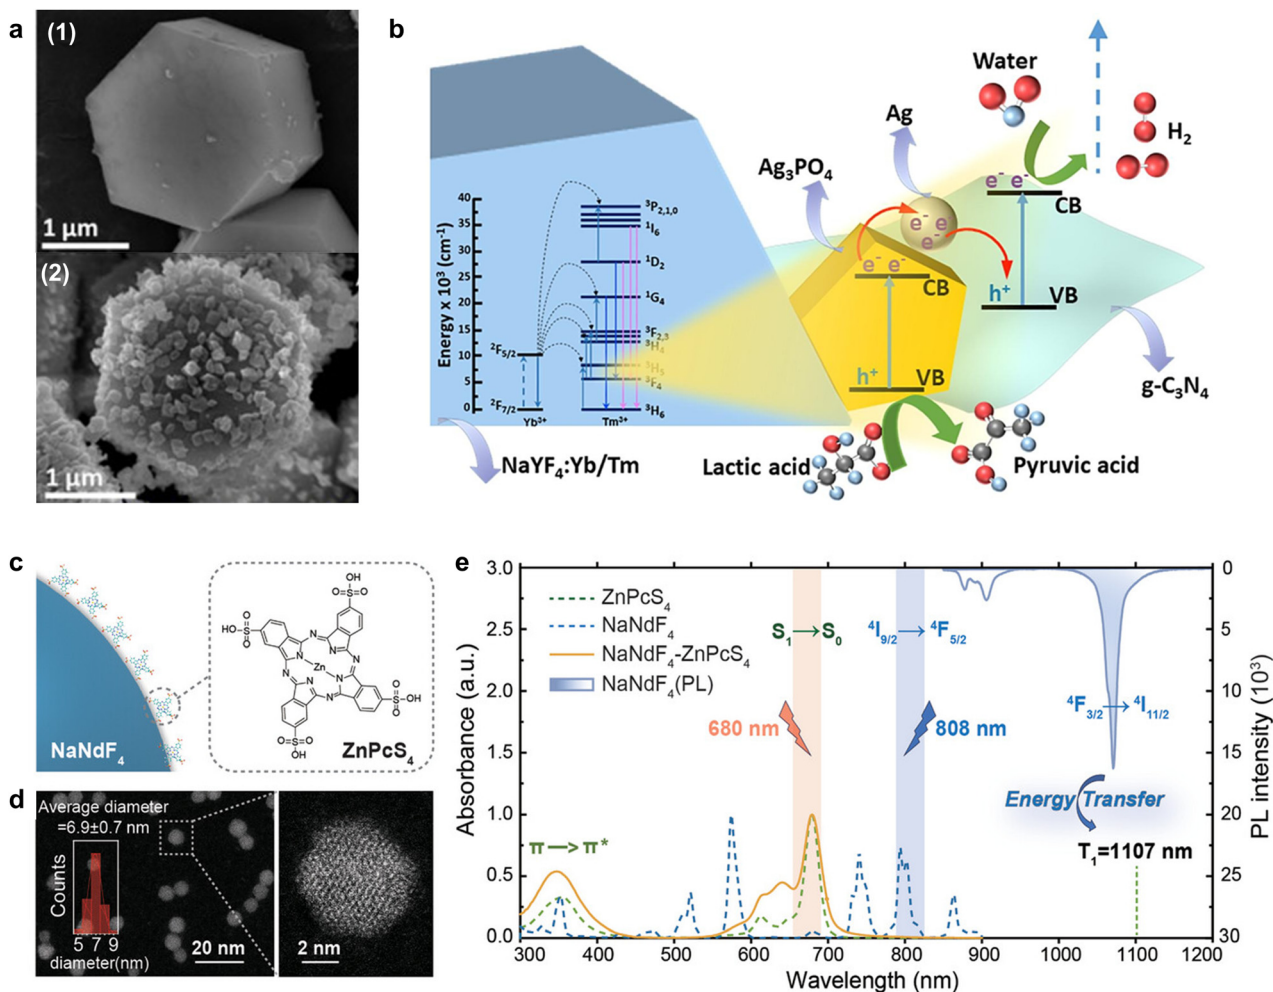 a
(1)
1 μm
(2)
1 μm
b
Water
H2
Ag
Ag3PO4
e- e-
CB
e- e
e-
e- e-
CB
h+
VB
h+
VB
g-C3N4
Energy x 10³ (cm-1)
40
35
30
25
20
15
10
5
0
³P2,1,0
¹I6
¹D2
¹G4
³F2,3
³H4
³H5
³F4
³H6
²F5/2
²F7/2
Yb3+
Tm3+
NaYF4:Yb/Tm
Lactic acid
Pyruvic acid
c
NaNdF4
OH
O=S=O
HO
O
S
O
N
N
N
N
Zn
N
N
N
N
O
S
OH
O
O=S=O
OH
ZnPcS4
d
Average diameter
=6.9±0.7 nm
Counts
5 7 9
diameter(nm)
20 nm
2 nm
e
Absorbance (a.u.)
3.0
2.5
2.0
1.5
1.0
0.5
0.0
ZnPcS4
NaNdF4
NaNdF4-ZnPcS4
NaNdF4(PL)
S1 → S0
⁴I9/2 → ⁴F5/2
680 nm
808 nm
⁴F3/2 → ⁴I11/2
Energy Transfer
T1=1107 nm
π → π*
0
5
10
15
20
25
30
PL intensity (10³)
300 400 500 600 700 800 900 1000 1100 1200
Wavelength (nm)